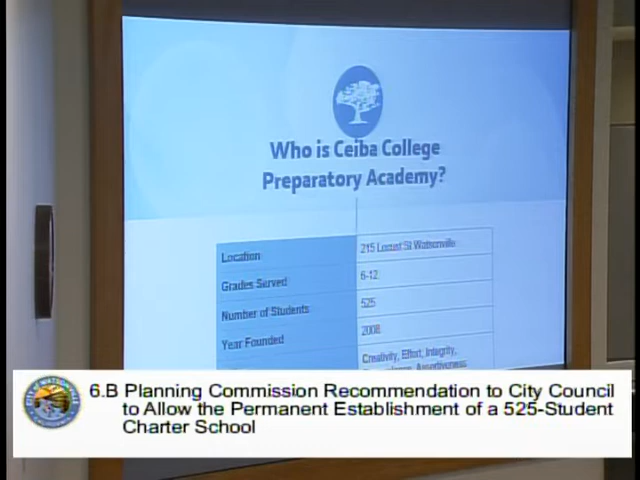 Who is Ceiba College
Preparatory Academy?
Location
215 Locust St Watsonville
Grades Served
6-12
Number of Students
525
Year Founded
2008
Creativity, Effort, Integrity,
Assertiveness
6.B Planning Commission Recommendation to City Council
to Allow the Permanent Establishment of a 525-Student
Charter School